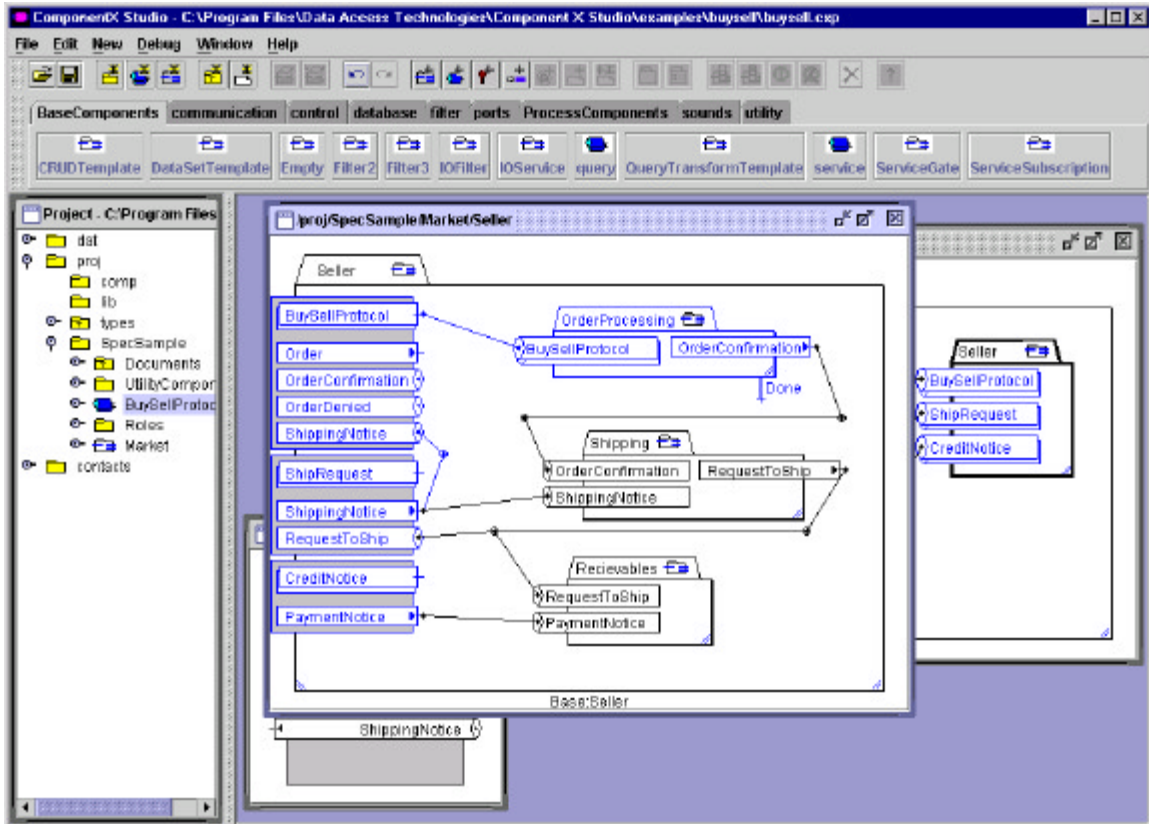 ComponentX Studio - C:\Program Files\Data Access Technologies\Component X Studio\examples\buysell\buysell.cxp
File Edit New Debug Window Help
BaseComponents communication control database filter ports ProcessComponents sounds utility
CRUDTemplate DataSetTemplate Empty Filter2 Filter3 IOFilter IOService query QueryTransformTemplate service ServiceGate ServiceSubscription
Project - C:\Program Files
dat
proj
comp
lib
types
SpecSample
Documents
UtilityCompor
BuySellProtoc
Roles
Market
contacts
/proj/SpecSample/Market/Seller
Seller
BuySellProtocol
Order
OrderConfirmation
OrderDenied
ShippingNotice
ShipRequest
ShippingNotice
RequestToShip
CreditNotice
PaymentNotice
OrderProcessing
BuySellProtocol OrderConfirmation
Done
Shipping
OrderConfirmation RequestToShip
ShippingNotice
Recievables
RequestToShip
PaymentNotice
Base:Seller
Seller
BuySellProtocol
ShipRequest
CreditNotice
ShippingNotice